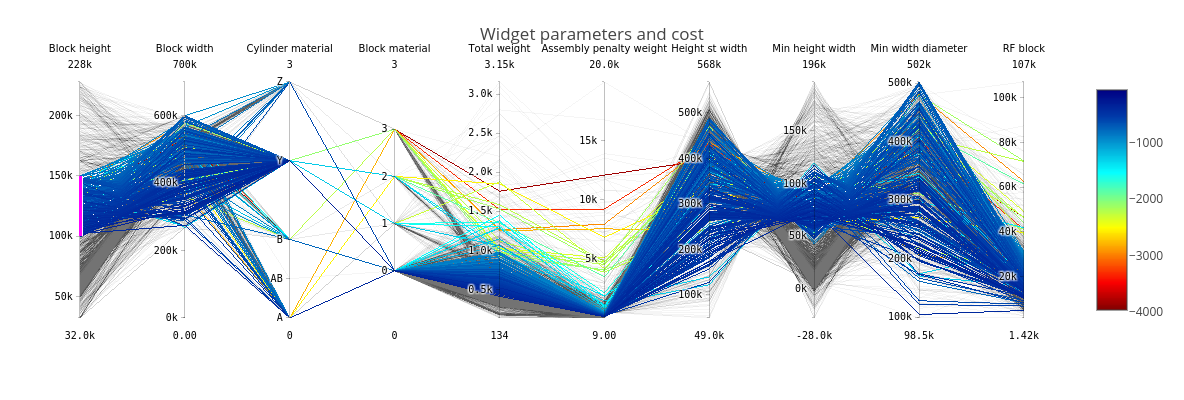 Widget parameters and cost
Block height Block width Cylinder material Block material Total weight Assembly penalty weight Height st width Min height width Min width diameter RF block
228k 700k 3 3 3.15k 20.0k 568k 196k 502k 107k
200k 150k 100k 50k
600k 400k 200k 0k
Z Y B AB A
3 2 1 0
3.0k 2.5k 2.0k 1.5k 1.0k 0.5k
15k 10k 5k
500k 400k 300k 200k 100k
150k 100k 50k 0k
500k 400k 300k 200k 100k
100k 80k 60k 40k 20k
32.0k 0.00 0 0 134 9.00 49.0k -28.0k 98.5k 1.42k
−1000
−2000
−3000
−4000